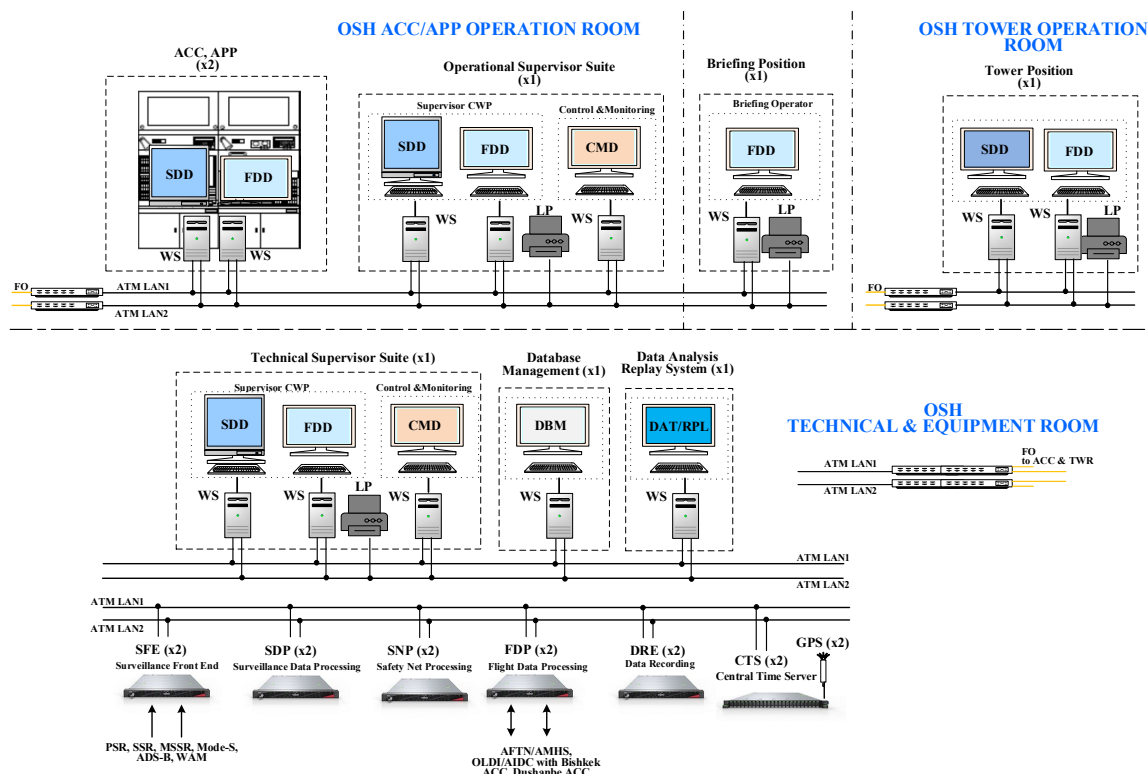 OSH ACC/APP OPERATION ROOM
OSH TOWER OPERATION
ROOM
ACC, APP
(x2)
Operational Supervisor Suite
(x1)
Briefing Position
(x1)
Tower Position
(x1)
Supervisor CWP
Control &Monitoring
Briefing Operator
SDD
FDD
SDD
FDD
CMD
FDD
SDD
FDD
WS
WS
WS
LP
WS
WS
LP
WS
WS
LP
FO
ATM LAN1
ATM LAN2
FO
Technical Supervisor Suite (x1)
Database
Management (x1)
Data Analysis
Replay System (x1)
Supervisor CWP
Control &Monitoring
SDD
FDD
CMD
DBM
DAT/RPL
OSH
TECHNICAL & EQUIPMENT ROOM
FO
to ACC & TWR
ATM LAN1
ATM LAN2
WS
WS
LP
WS
WS
WS
ATM LAN1
ATM LAN2
ATM LAN1
ATM LAN2
SFE (x2)
Surveillance Front End
SDP (x2)
Surveillance Data Processing
SNP (x2)
Safety Net Processing
FDP (x2)
Flight Data Processing
DRE (x2)
Data Recording
CTS (x2)
Central Time Server
GPS (x2)
PSR, SSR, MSSR, Mode-S,
ADS-B, WAM
AFTN/AMHS,
OLDI/AIDC with Bishkek
ACC, Dushanbe ACC